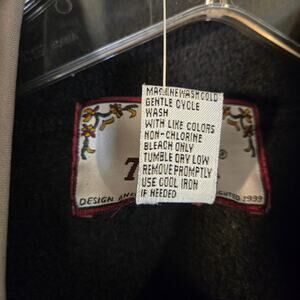 MACHINE WASH COLD
GENTLE CYCLE
WASH
WITH LIKE COLORS
NON-CHLORINE
BLEACH ONLY
TUMBLE DRY LOW
REMOVE PROMPTLY
USE COOL IRON
IF NEEDED
DESIGN
1993